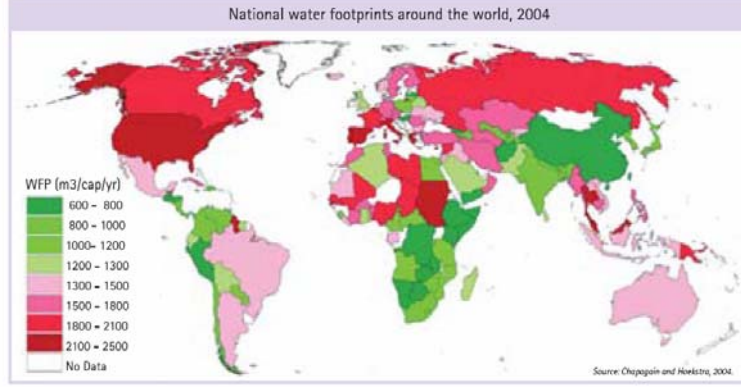 National water footprints around the world, 2004
WFP (m3/cap/yr)
600 - 800
800 - 1000
1000- 1200
1200 - 1300
1300 - 1500
1500 - 1800
1800 - 2100
2100 - 2500
No Data
Source: Chapagain and Hoekstra, 2004.